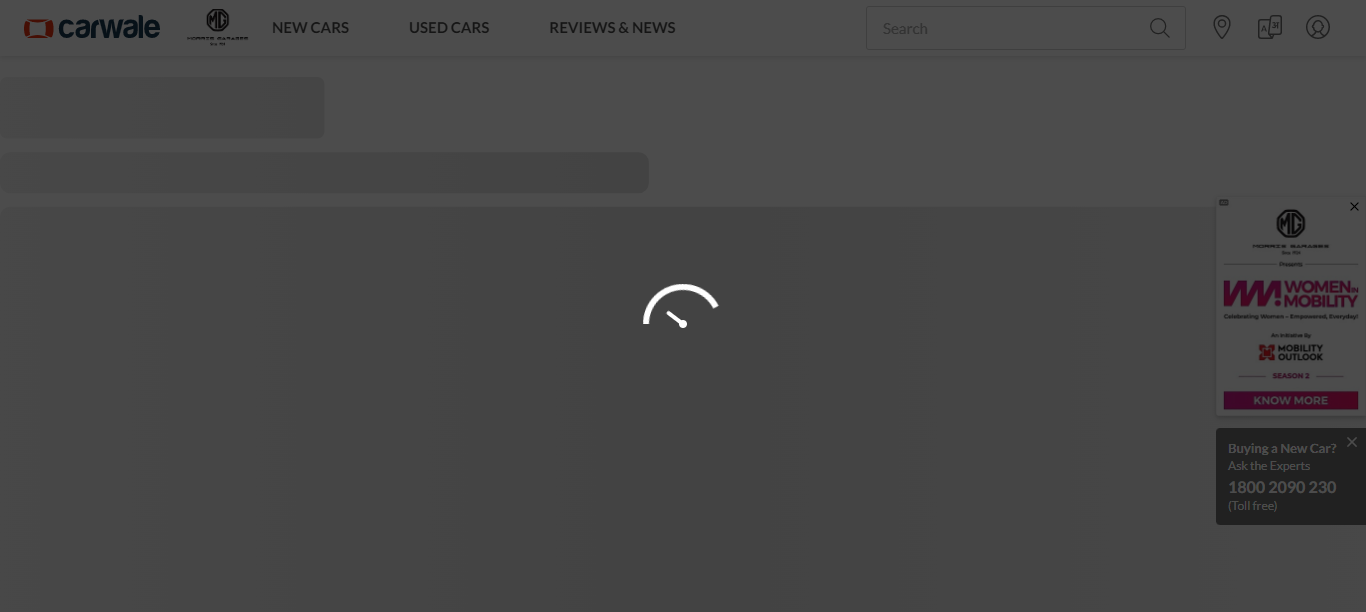 carwale
MG
MORRIS GARAGES
NEW CARS
USED CARS
REVIEWS & NEWS
Search
MG
MORRIS GARAGES
Presents
WM!
WOMEN IN
MOBILITY
Celebrating Women – Empowered, Everyday!
An Initiative By
MOBILITY
OUTLOOK
SEASON 2
KNOW MORE
Buying a New Car?
Ask the Experts
1800 2090 230
(Toll free)